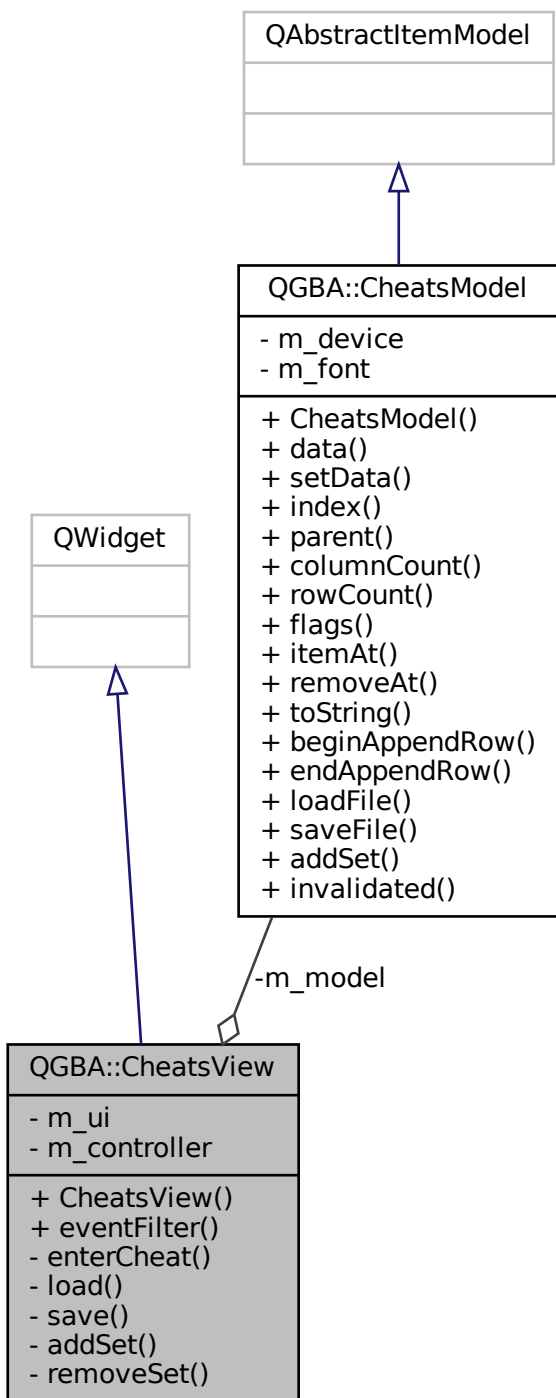 QAbstractItemModel
QGBA::CheatsModel
- m_device
- m_font
+ CheatsModel()
+ data()
+ setData()
+ index()
+ parent()
+ columnCount()
+ rowCount()
+ flags()
+ itemAt()
+ removeAt()
+ toString()
+ beginAppendRow()
+ endAppendRow()
+ loadFile()
+ saveFile()
+ addSet()
+ invalidated()
QWidget
-m_model
QGBA::CheatsView
- m_ui
- m_controller
+ CheatsView()
+ eventFilter()
- enterCheat()
- load()
- save()
- addSet()
- removeSet()